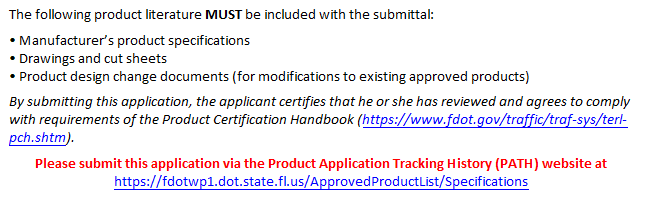 The following product literature MUST be included with the submittal:
• Manufacturer's product specifications
• Drawings and cut sheets
• Product design change documents (for modifications to existing approved products)
By submitting this application, the applicant certifies that he or she has reviewed and agrees to comply
with requirements of the Product Certification Handbook (https://www.fdot.gov/traffic/traf-sys/terl-
pch.shtm).
Please submit this application via the Product Application Tracking History (PATH) website at
https://fdotwp1.dot.state.fl.us/ApprovedProductList/Specifications